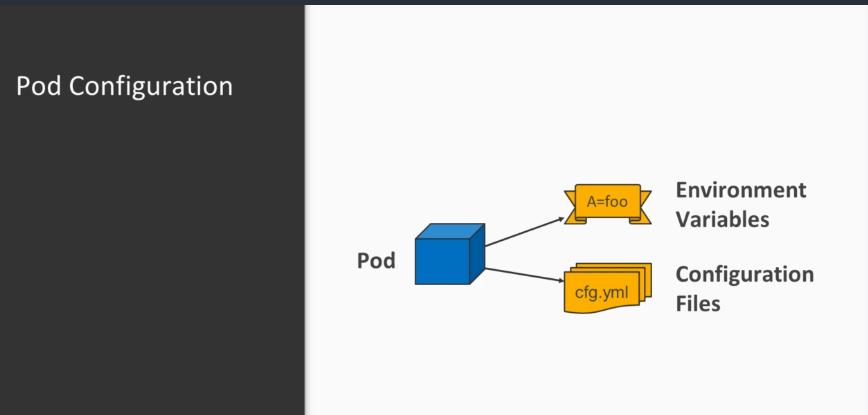 Pod Configuration
A=foo
Environment
Variables
Pod
cfg.yml
Configuration
Files